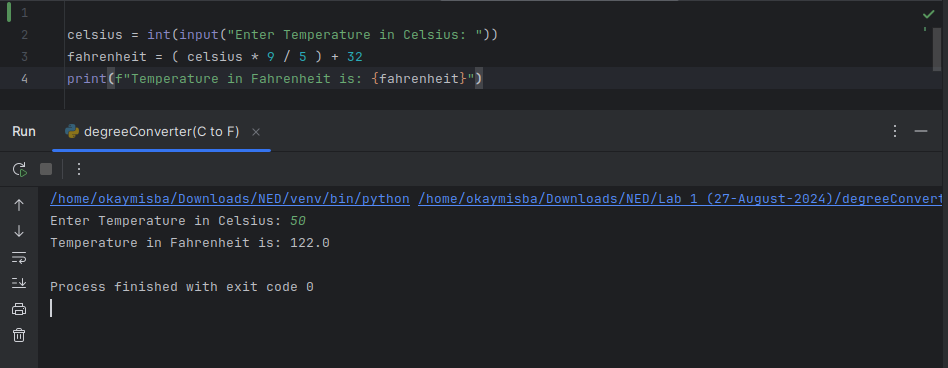 1
2 celsius = int(input("Enter Temperature in Celsius: "))
3 fahrenheit = ( celsius * 9 / 5 ) + 32
4 print(f"Temperature in Fahrenheit is: {fahrenheit}")
Run degreeConverter(C to F)
/home/okaymisba/Downloads/NED/venv/bin/python /home/okaymisba/Downloads/NED/Lab 1 (27-August-2024)/degreeConvert
Enter Temperature in Celsius: 50
Temperature in Fahrenheit is: 122.0
Process finished with exit code 0